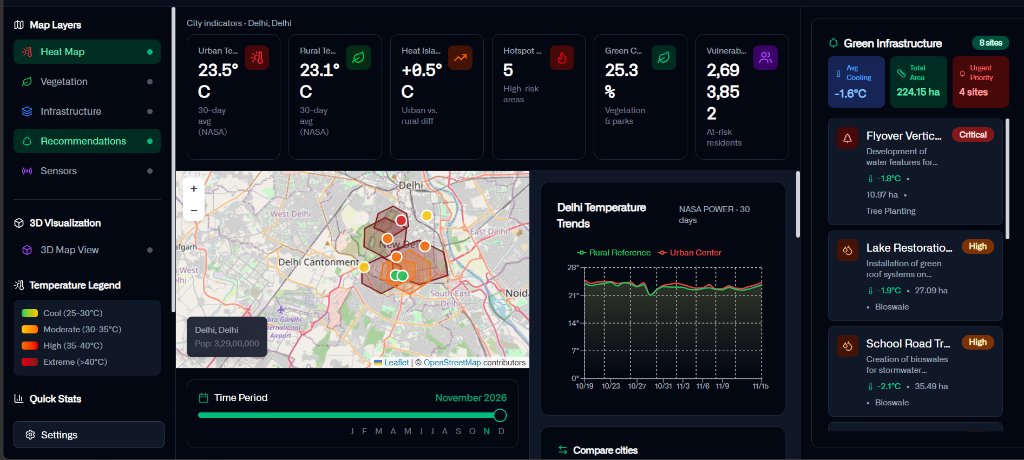 Map Layers
Heat Map
Vegetation
Infrastructure
Recommendations
Sensors
3D Visualization
3D Map View
Temperature Legend
Cool (25-30°C)
Moderate (30-35°C)
High (35-40°C)
Extreme (>40°C)
Quick Stats
Settings
City indicators · Delhi, Delhi
Urban Te...
23.5°
C
30-day
avg
(NASA)
Rural Te...
23.1°
C
30-day
avg
(NASA)
Heat Isla...
+0.5°
C
Urban vs.
rural diff
Hotspot ...
5
High-risk
areas
Green C...
25.3
%
Vegetation
& parks
Vulnerab...
2,69
3,85
2
At-risk
residents
+
−
Delhi
West Delhi
East Delhi
New Delhi
Delhi Cantonment
South East
Delhi
Noid
Delhi, Delhi
Pop: 3,29,00,000
Leaflet | © OpenStreetMap contributors
Time Period
November 2026
J F M A M J J A S O N D
Delhi Temperature
Trends
NASA POWER · 30
days
Rural Reference
Urban Center
28°
21°
14°
7°
0°
10/19 10/23 10/27 10/31 11/3 11/6 11/9 11/15
Compare cities
Green Infrastructure
8 sites
Avg
Cooling
-1.6°C
Total
Area
224.15 ha
Urgent
Priority
4 sites
Flyover Vertic...
Critical
Development of
water features for...
-1.8°C •
10.97 ha •
Tree Planting
Lake Restoratio...
High
Installation of green
roof systems on...
-1.9°C • 27.09 ha
• Bioswale
School Road Tr...
High
Creation of bioswales
for stormwater...
-2.1°C • 35.49 ha
• Bioswale